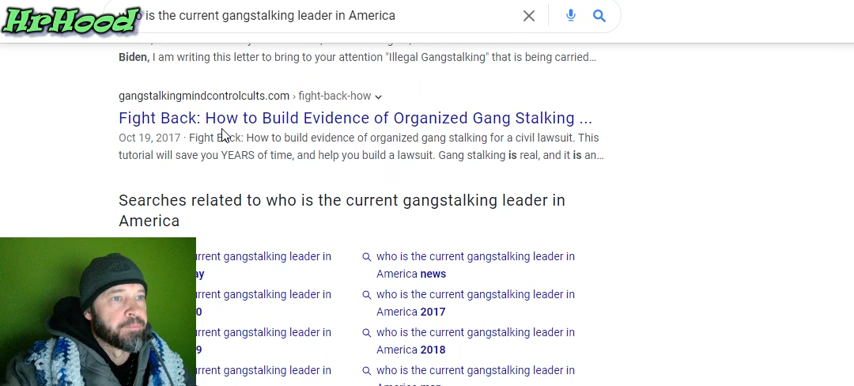 HrHood
is the current gangstalking leader in America
Biden, I am writing this letter to bring to your attention "Illegal Gangstalking" that is being carried...
gangstalkingmindcontrolcults.com › fight-back-how
Fight Back: How to Build Evidence of Organized Gang Stalking ...
Oct 19, 2017 · Fight Back: How to build evidence of organized gang stalking for a civil lawsuit. This
tutorial will save you YEARS of time, and help you build a lawsuit. Gang stalking is real, and it is an...
Searches related to who is the current gangstalking leader in
America
current gangstalking leader in
who is the current gangstalking leader in
America news
current gangstalking leader in
who is the current gangstalking leader in
America 2017
current gangstalking leader in
who is the current gangstalking leader in
America 2018
current gangstalking leader in
who is the current gangstalking leader in